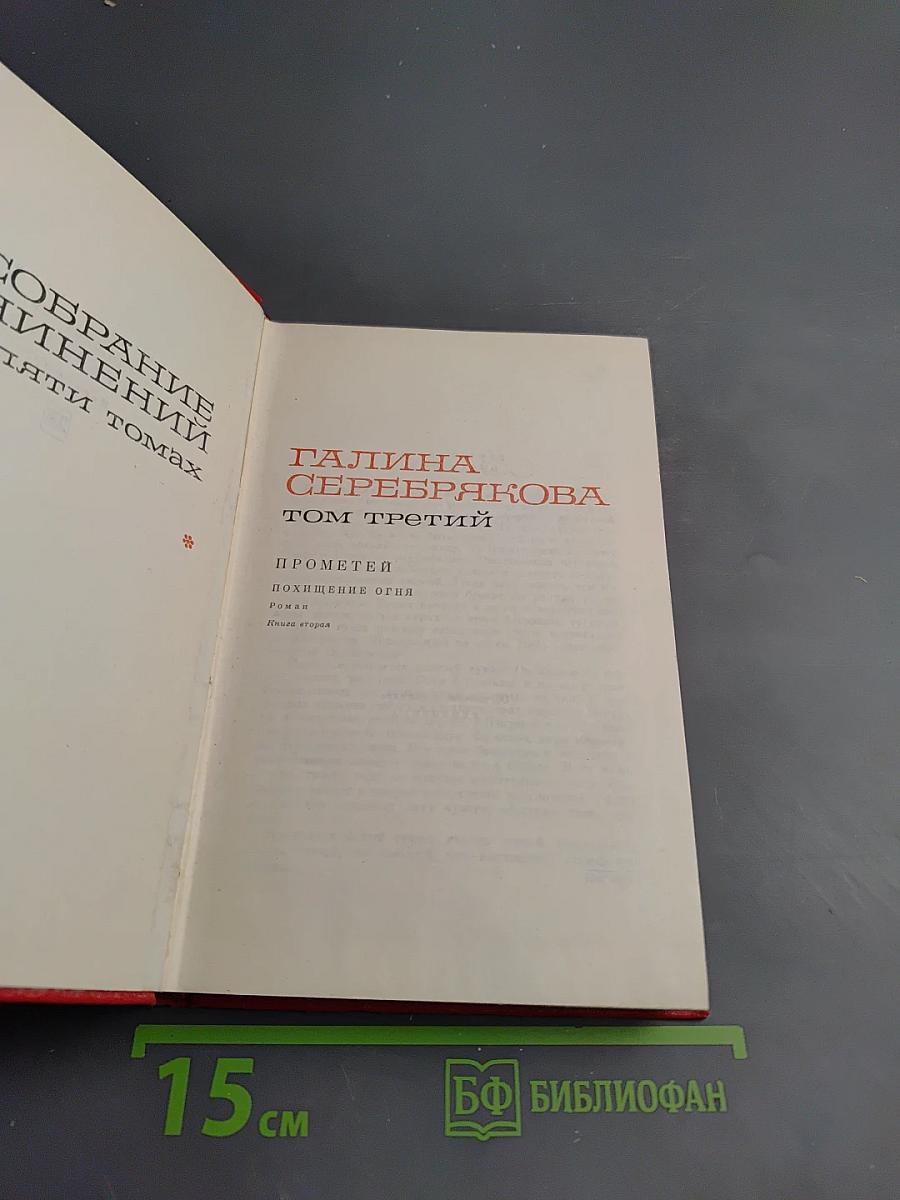 СОБРАНИЕ
ЧИНЕНИЙ
пяти томах
ГАЛИНА
СЕРЕБРЯКОВА
том третий
ПРОМЕТЕЙ
ПОХИЩЕНИЕ ОГНЯ
Роман
Книга вторая
15 см
БФ БИБЛИОФАН